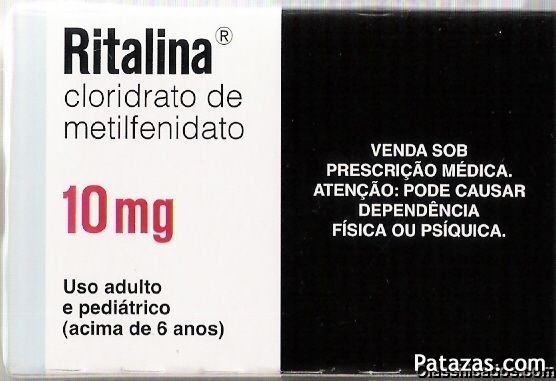 Ritalina®
cloridrato de
metilfenidato
10 mg
Uso adulto
e pediátrico
(acima de 6 anos)
VENDA SOB
PRESCRIÇÃO MÉDICA.
ATENÇÃO: PODE CAUSAR
DEPENDÊNCIA
FÍSICA OU PSÍQUICA.
Patazas.com